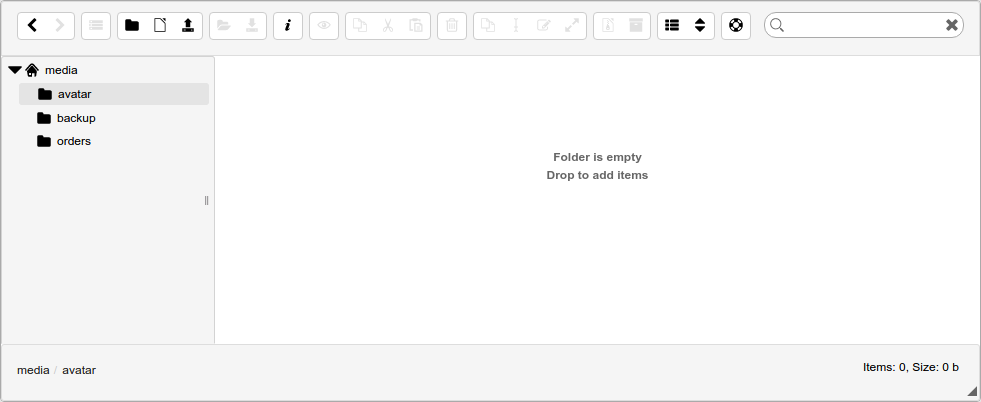 media
avatar
backup
orders
Folder is empty
Drop to add items
media / avatar
Items: 0, Size: 0 b